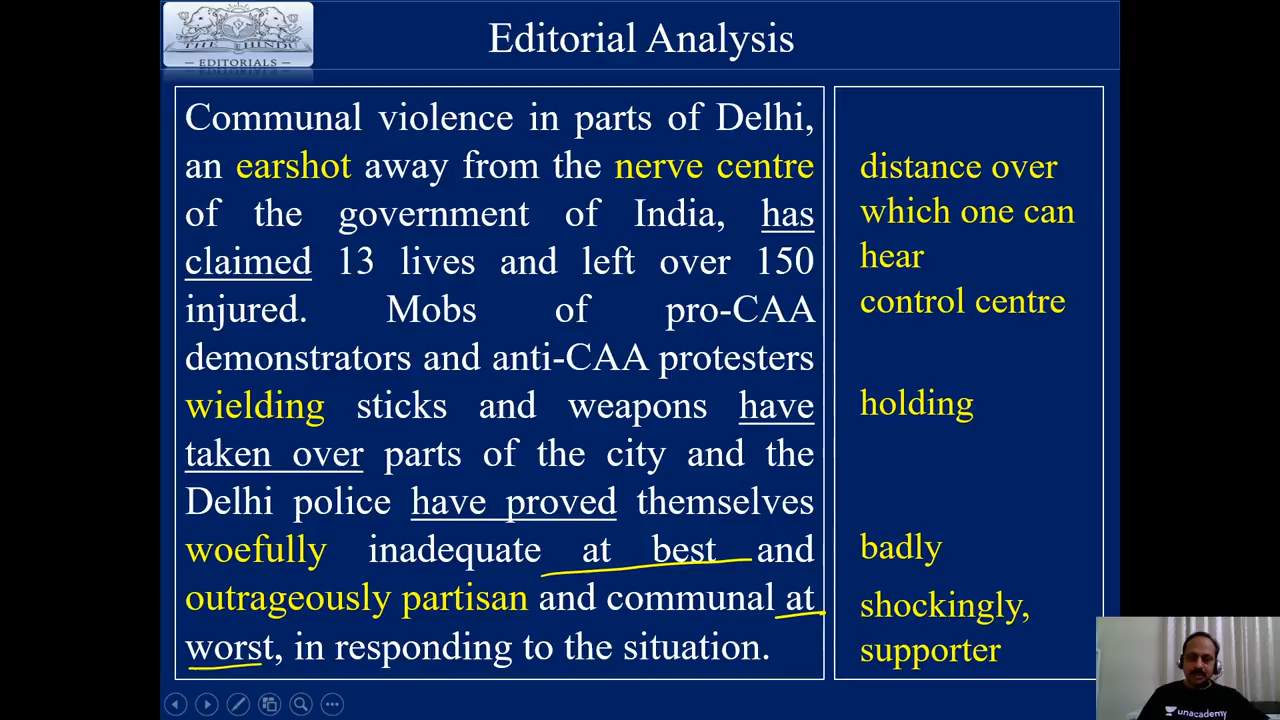 THE HINDU
— EDITORIALS —
Editorial Analysis
Communal violence in parts of Delhi,
an earshot away from the nerve centre
of the government of India, has
claimed 13 lives and left over 150
injured. Mobs of pro-CAA
demonstrators and anti-CAA protesters
wielding sticks and weapons have
taken over parts of the city and the
Delhi police have proved themselves
woefully inadequate at best and
outrageously partisan and communal at
worst, in responding to the situation.
distance over
which one can
hear
control centre
holding
badly
shockingly,
supporter
unacademy